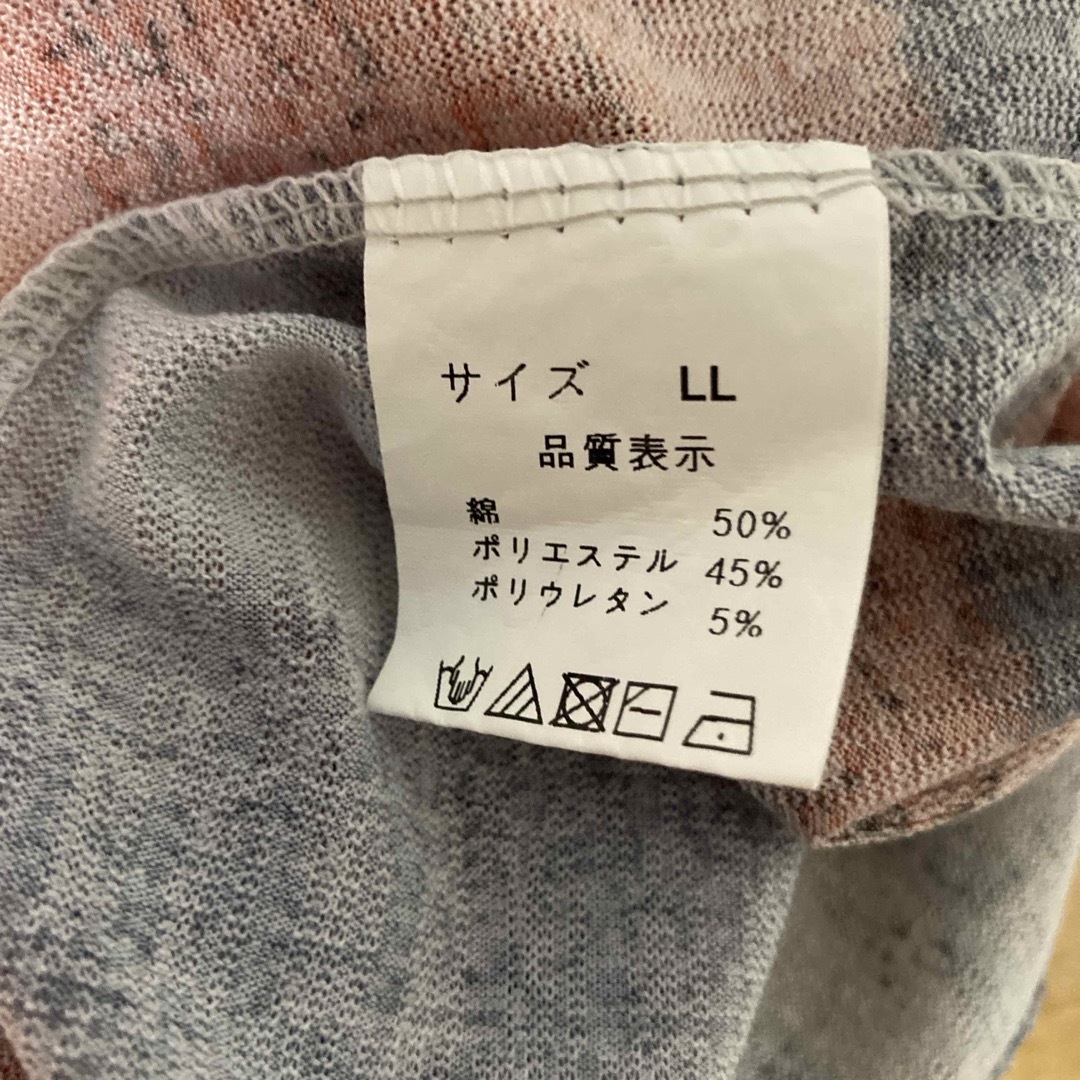 サイズ LL
品質表示
綿 50%
ポリエステル 45%
ポリウレタン 5%